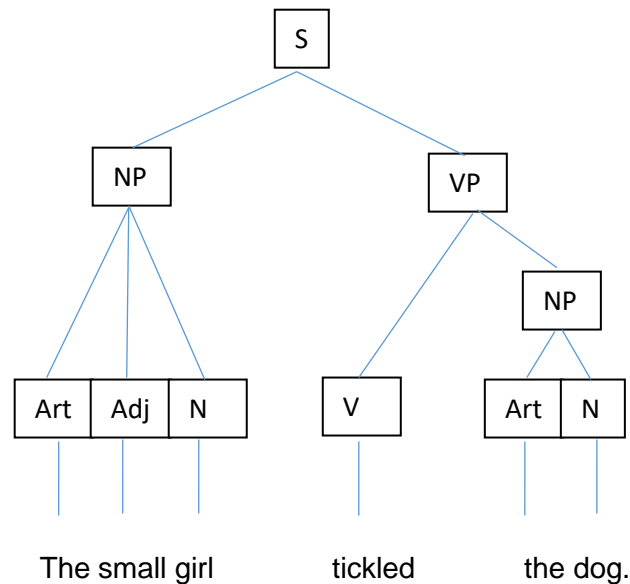 S
NP VP
NP
Art Adj N V Art N
The small girl tickled the dog.